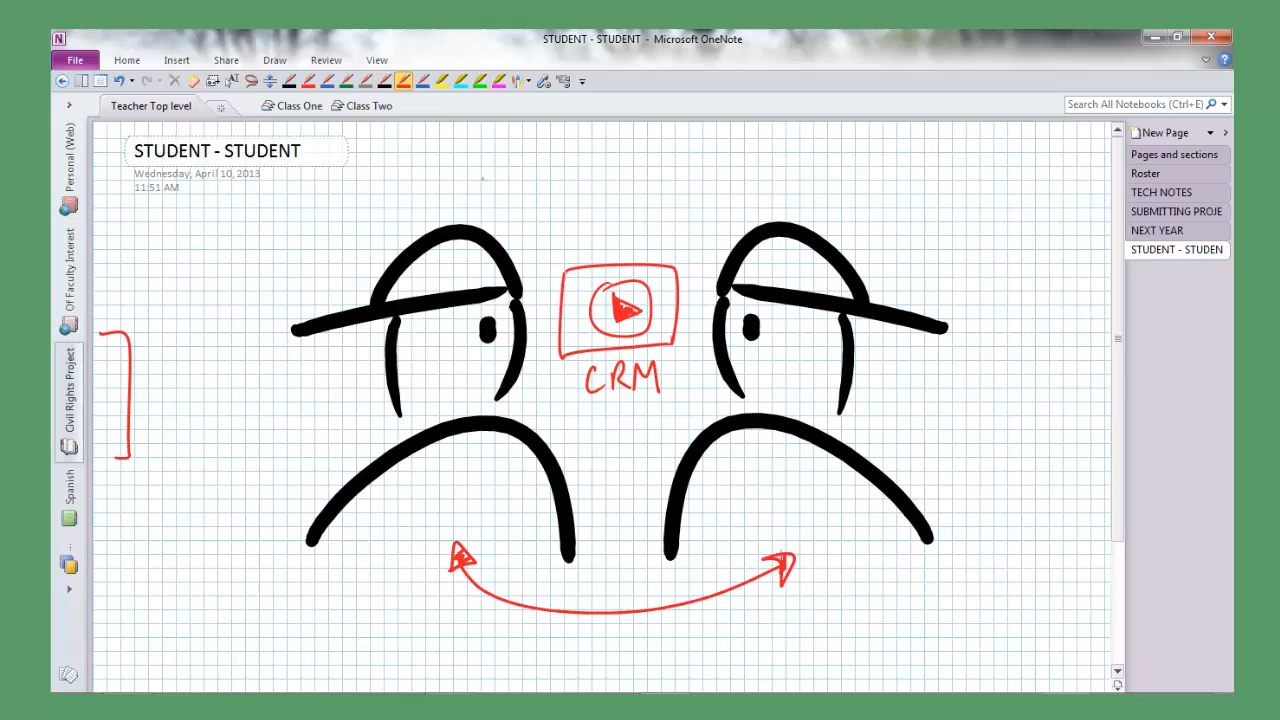 STUDENT - STUDENT - Microsoft OneNote
File Home Insert Share Draw Review View
Teacher Top level Class One Class Two
Search All Notebooks (Ctrl+E)
STUDENT - STUDENT
Wednesday, April 10, 2013
11:51 AM
CRM
Personal (Web)
OF Faculty Interest
Civil Rights Project
Spanish
New Page
Pages and sections
Roster
TECH NOTES
SUBMITTING PROJE
NEXT YEAR
STUDENT - STUDEN